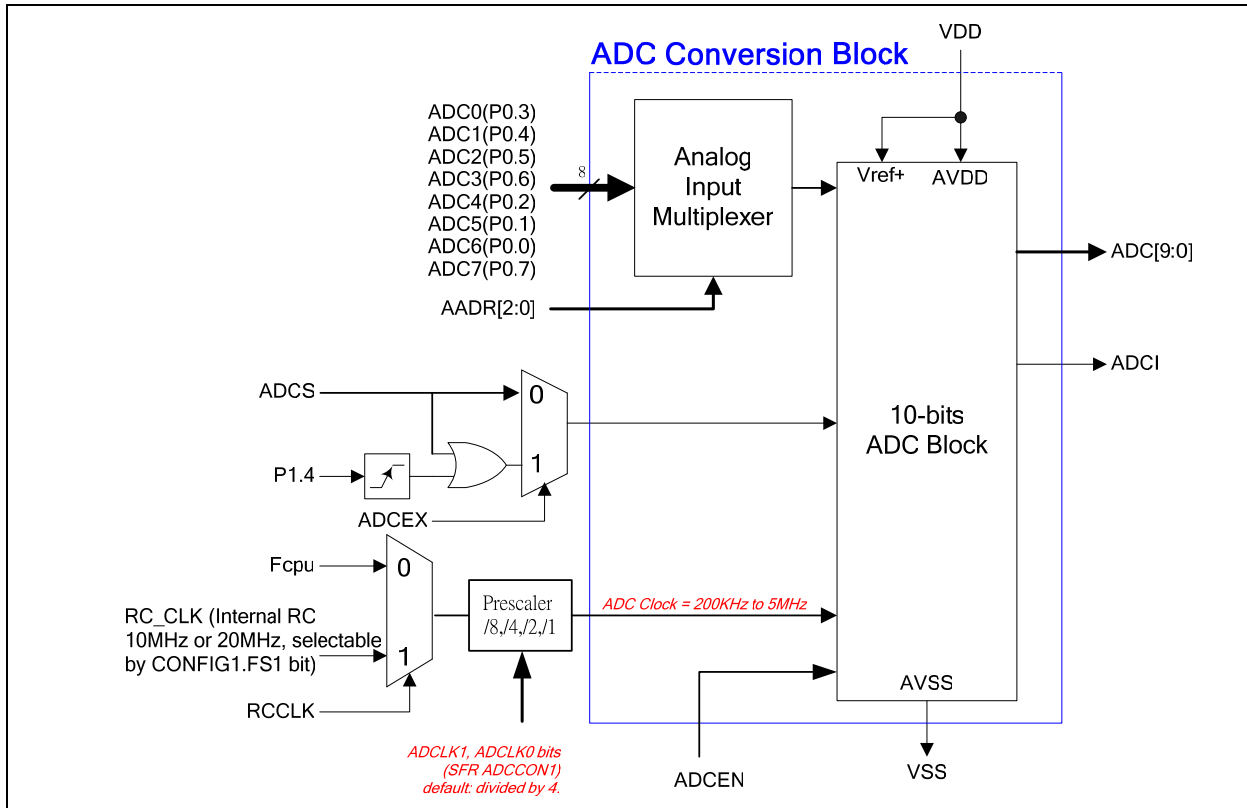 VDD
ADC Conversion Block
ADC0(P0.3)
ADC1(P0.4)
ADC2(P0.5)
ADC3(P0.6)
ADC4(P0.2)
ADC5(P0.1)
ADC6(P0.0)
ADC7(P0.7)
8
Analog
Input
Multiplexer
Vref+
AVDD
ADC[9:0]
AADR[2:0]
ADCI
ADCS
0
1
P1.4
ADCEX
10-bits
ADC Block
Fcpu
0
RC_CLK (Internal RC
10MHz or 20MHz, selectable
by CONFIG1.FS1 bit)
1
Prescaler
/8,/4,/2,/1
ADC Clock = 200KHz to 5MHz
RCCLK
AVSS
ADCLK1, ADCLK0 bits
(SFR ADCCON1)
default: divided by 4.
ADCEN
VSS